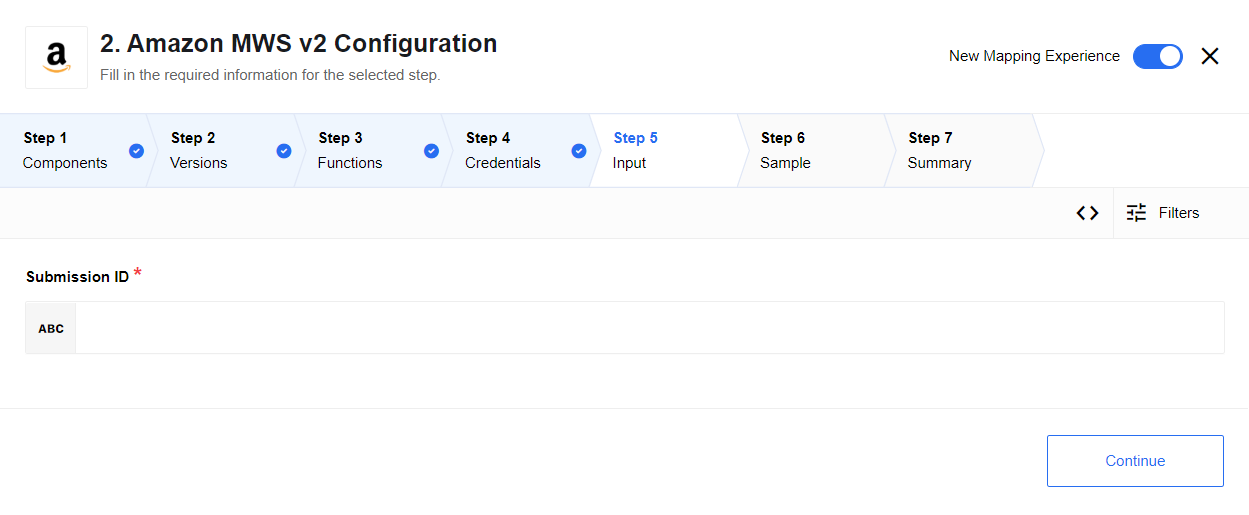 a
2. Amazon MWS v2 Configuration
Fill in the required information for the selected step.
New Mapping Experience
Step 1
Components
Step 2
Versions
Step 3
Functions
Step 4
Credentials
Step 5
Input
Step 6
Sample
Step 7
Summary
Filters
Submission ID *
ABC
Continue